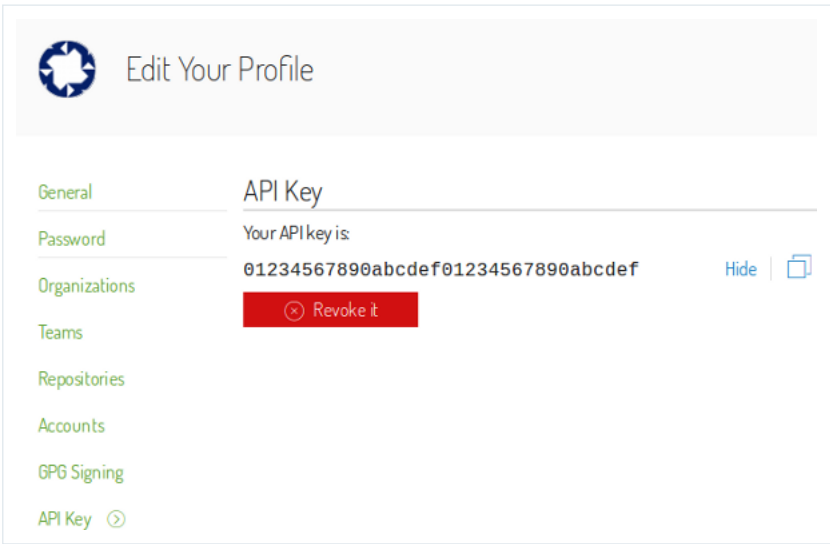 Edit Your Profile
General
Password
Organizations
Teams
Repositories
Accounts
GPG Signing
API Key
API Key
Your API key is:
01234567890abcdef01234567890abcdef
Hide
Revoke it